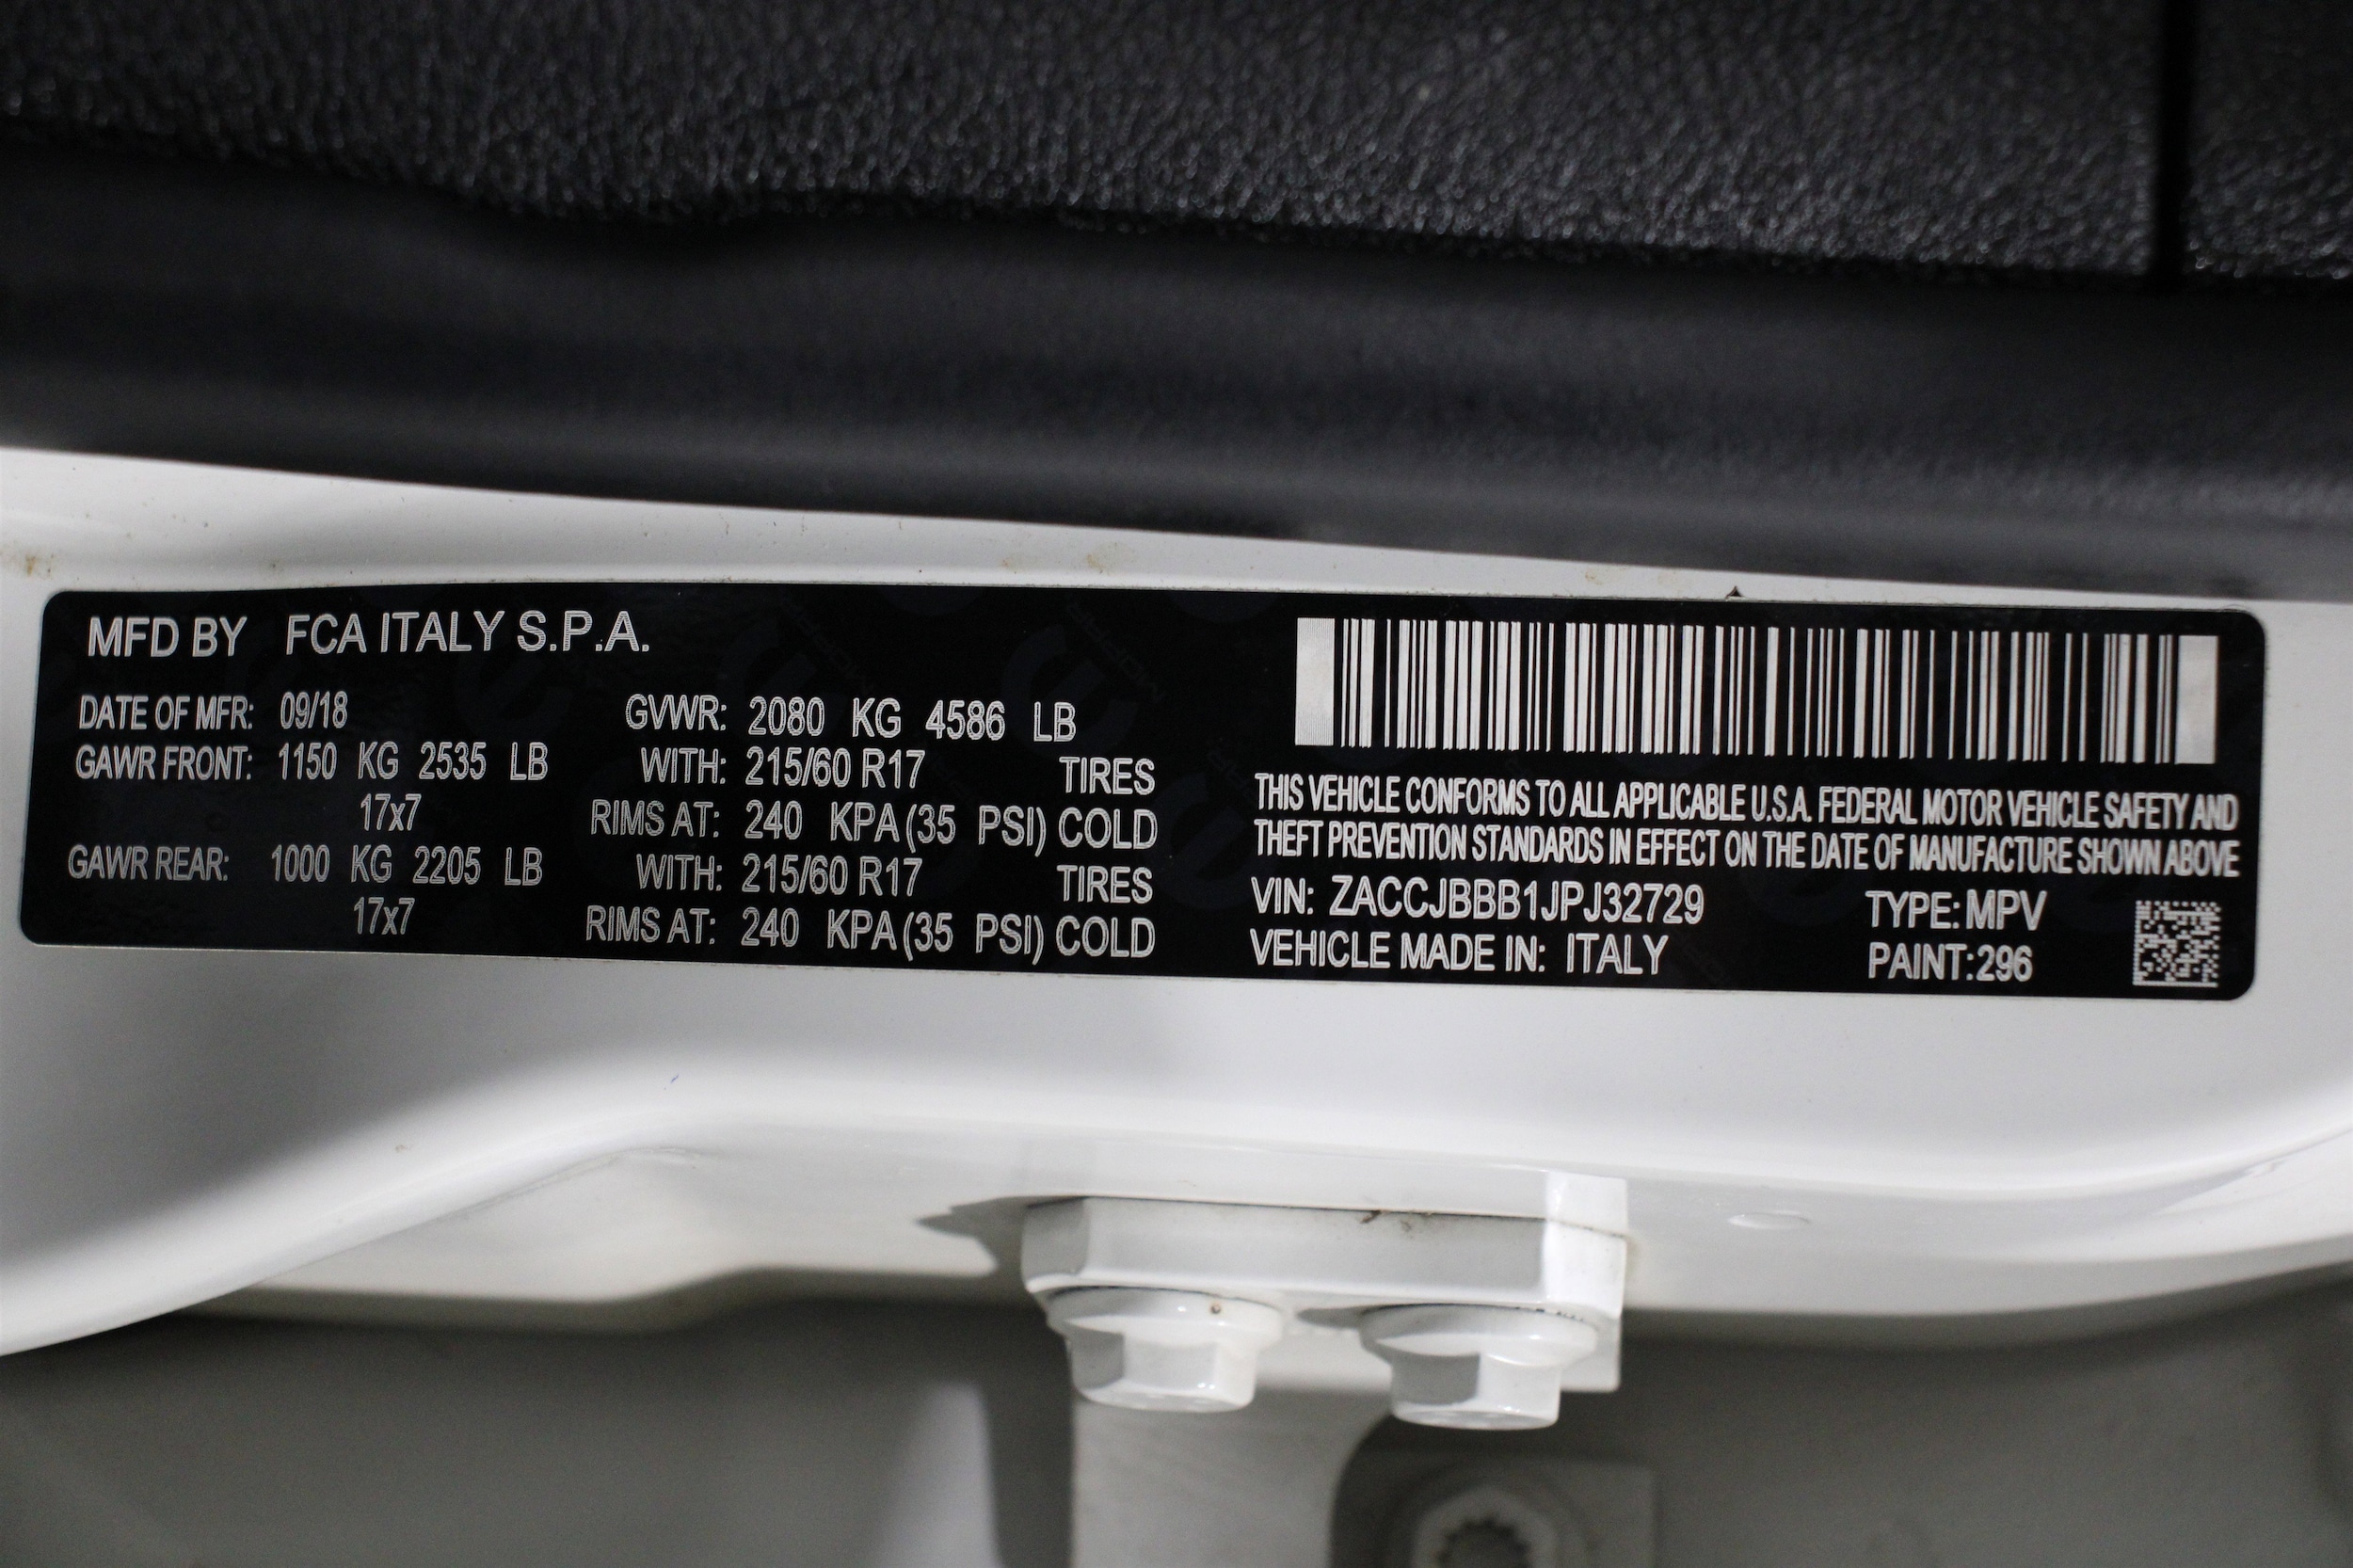 MFD BY FCA ITALY S.P.A.
DATE OF MFR: 09/18 GVWR: 2080 KG 4586 LB
GAWR FRONT: 1150 KG 2535 LB WITH: 215/60 R17 TIRES
17x7 RIMS AT: 240 KPA (35 PSI) COLD
GAWR REAR: 1000 KG 2205 LB WITH: 215/60 R17 TIRES
17x7 RIMS AT: 240 KPA (35 PSI) COLD
THIS VEHICLE CONFORMS TO ALL APPLICABLE U.S.A. FEDERAL MOTOR VEHICLE SAFETY AND
THEFT PREVENTION STANDARDS IN EFFECT ON THE DATE OF MANUFACTURE SHOWN ABOVE
VIN: ZACCJBBB1JPJ32729 TYPE: MPV
VEHICLE MADE IN: ITALY PAINT: 296